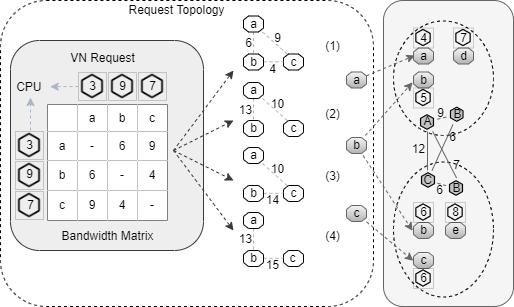 Request Topology
VN Request
CPU
3 9 7
a b c
3 a - 6 9
9 b 6 - 4
7 c 9 4 -
Bandwidth Matrix
a
6 9
b 4 c
(1)
a
13 10
b c
(2)
a
10
b 14 c
(3)
a
13
b 15 c
(4)
a
b
c
4 7
a d
b
5
A 9 B
6
12
7
C 6 B
6 8
b e
c
6